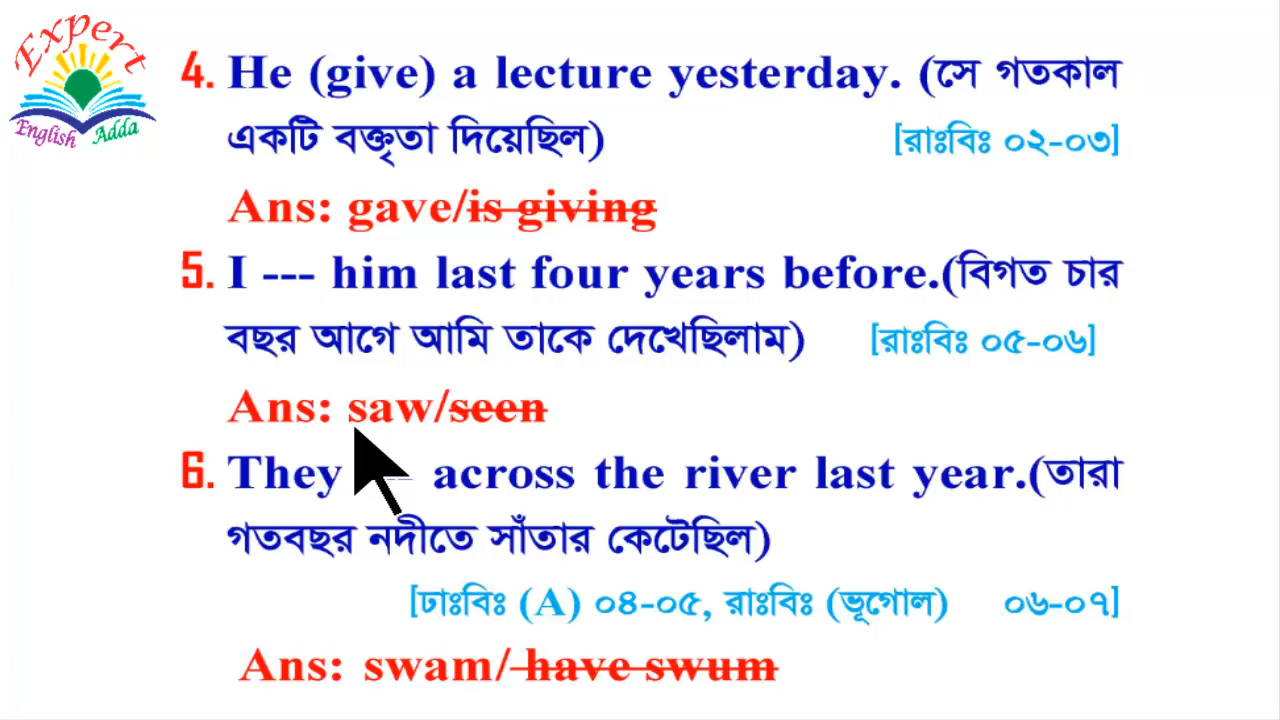 Expert
English Adda
4. He (give) a lecture yesterday. (সে গতকাল
একটি বক্তৃতা দিয়েছিল) [রাঃবিঃ ০২-০৩]
Ans: gave/is giving
5. I --- him last four years before.(বিগত চার
বছর আগে আমি তাকে দেখেছিলাম) [রাঃবিঃ ০৫-০৬]
Ans: saw/seen
6. They --- across the river last year.(তারা
গতবছর নদীতে সাঁতার কেটেছিল)
[ঢাঃবিঃ (A) ০৪-০৫, রাঃবিঃ (ভূগোল) ০৬-০৭]
Ans: swam/ have swum